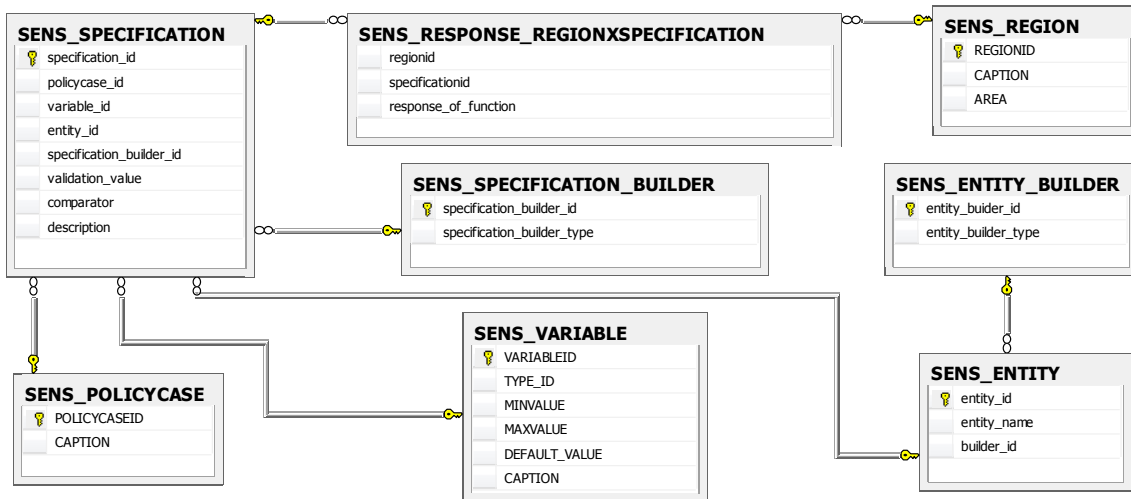 SENS_SPECIFICATION
specification_id
policycase_id
variable_id
entity_id
specification_builder_id
validation_value
comparator
description
SENS_RESPONSE_REGIONXSPECIFICATION
regionid
specificationid
response_of_function
SENS_REGION
REGIONID
CAPTION
AREA
SENS_SPECIFICATION_BUILDER
specification_builder_id
specification_builder_type
SENS_ENTITY_BUILDER
entity_buider_id
entity_builder_type
SENS_POLICYCASE
POLICYCASEID
CAPTION
SENS_VARIABLE
VARIABLEID
TYPE_ID
MINVALUE
MAXVALUE
DEFAULT_VALUE
CAPTION
SENS_ENTITY
entity_id
entity_name
builder_id